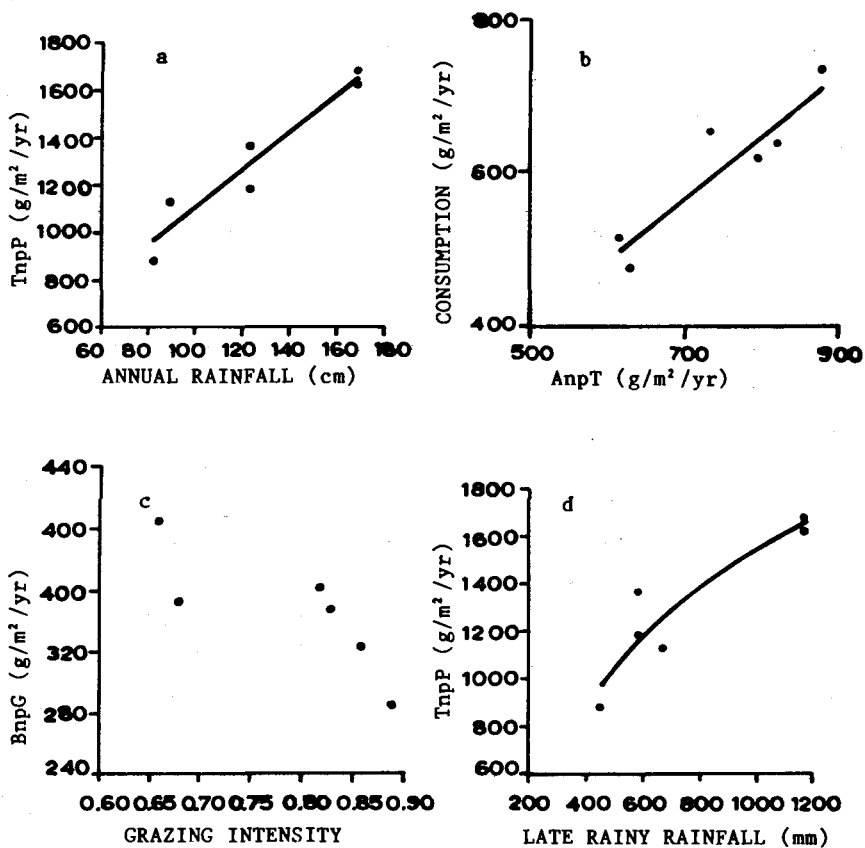 a
TnpP (g/m²/yr)
1800
1600
1400
1200
1000
800
600
60 80 100 120 140 160 180
ANNUAL RAINFALL (cm)
b
CONSUMPTION (g/m²/yr)
800
600
400
500 700 900
AnpT (g/m²/yr)
c
BnpG (g/m²/yr)
440
400
400
320
280
240
0.60 0.65 0.70 0.75 0.80 0.85 0.90
GRAZING INTENSITY
d
TnpP (g/m²/yr)
1800
1600
1400
1200
1000
800
600
200 400 600 800 1000 1200
LATE RAINY RAINFALL (mm)